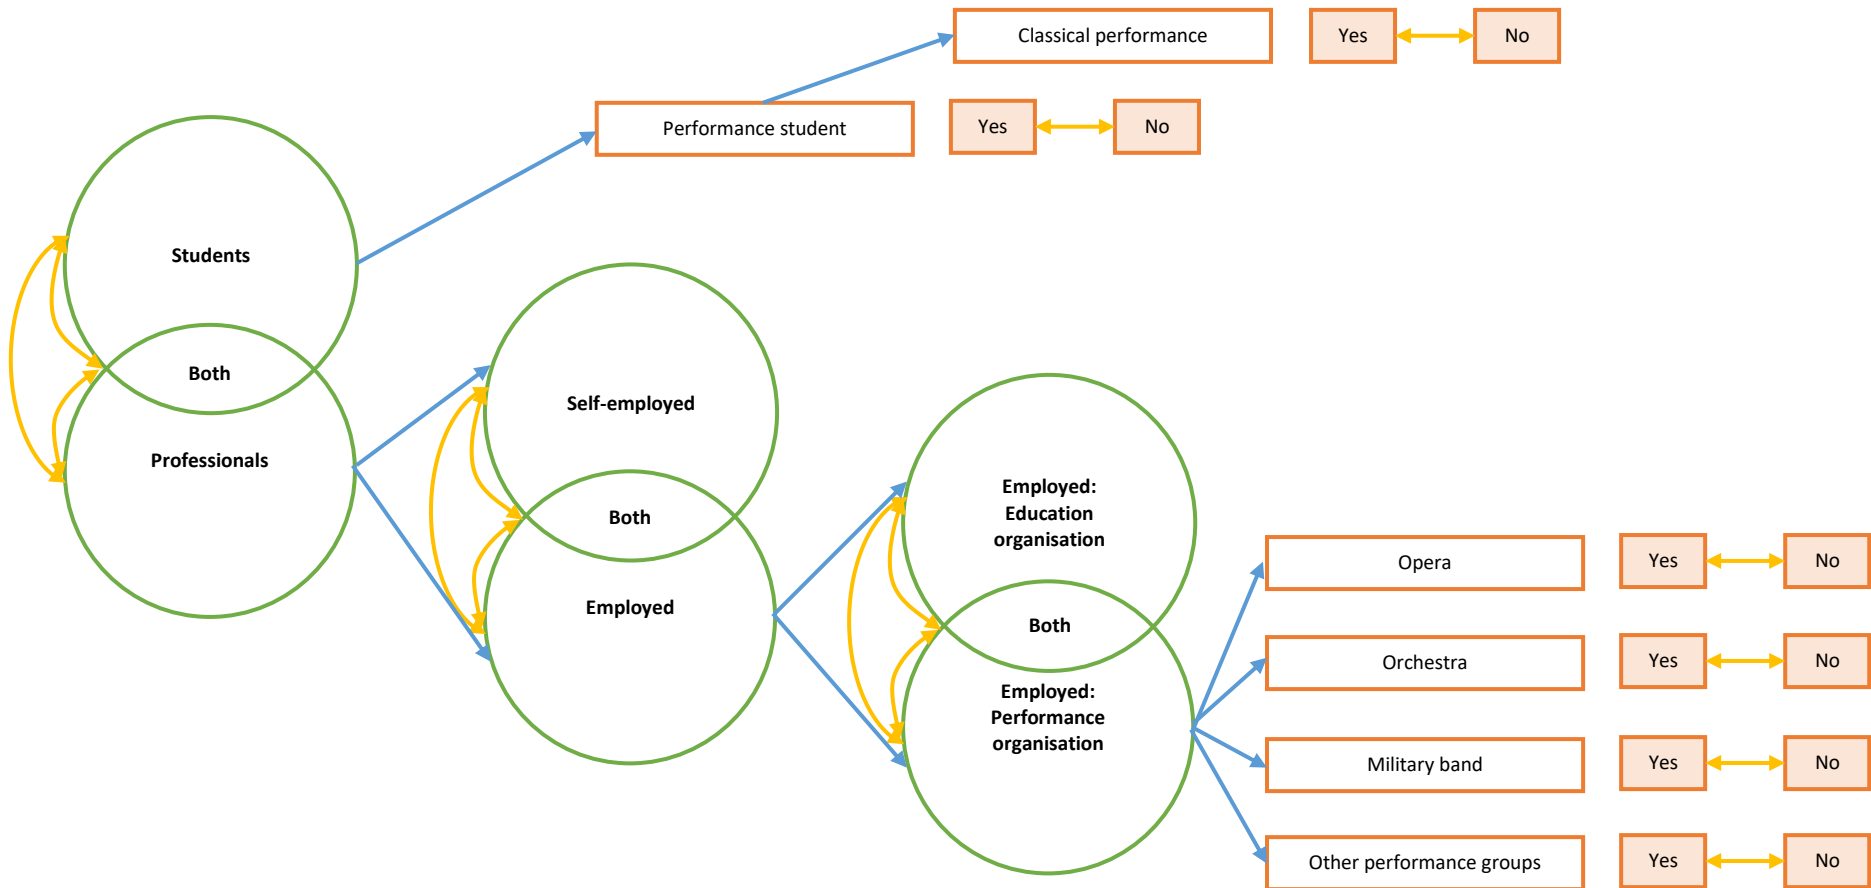 Classical performance
Yes
No
Performance student
Yes
No
Students
Both
Professionals
Self-employed
Both
Employed
Employed:
Education
organisation
Both
Employed:
Performance
organisation
Opera
Yes
No
Orchestra
Yes
No
Military band
Yes
No
Other performance groups
Yes
No